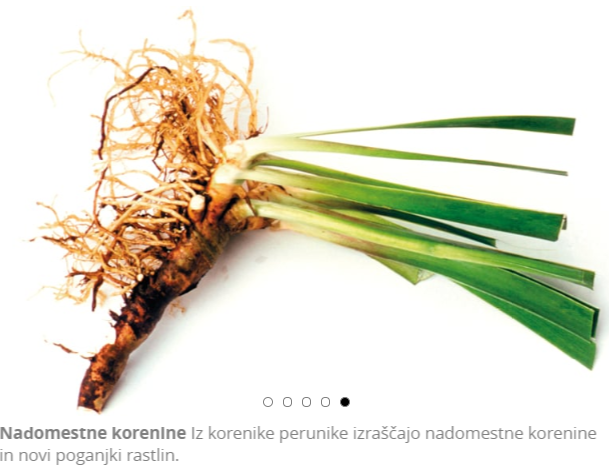 Nadomestne korenine Iz korenike perunike izraščajo nadomestne korenine
in novi poganjki rastlin.